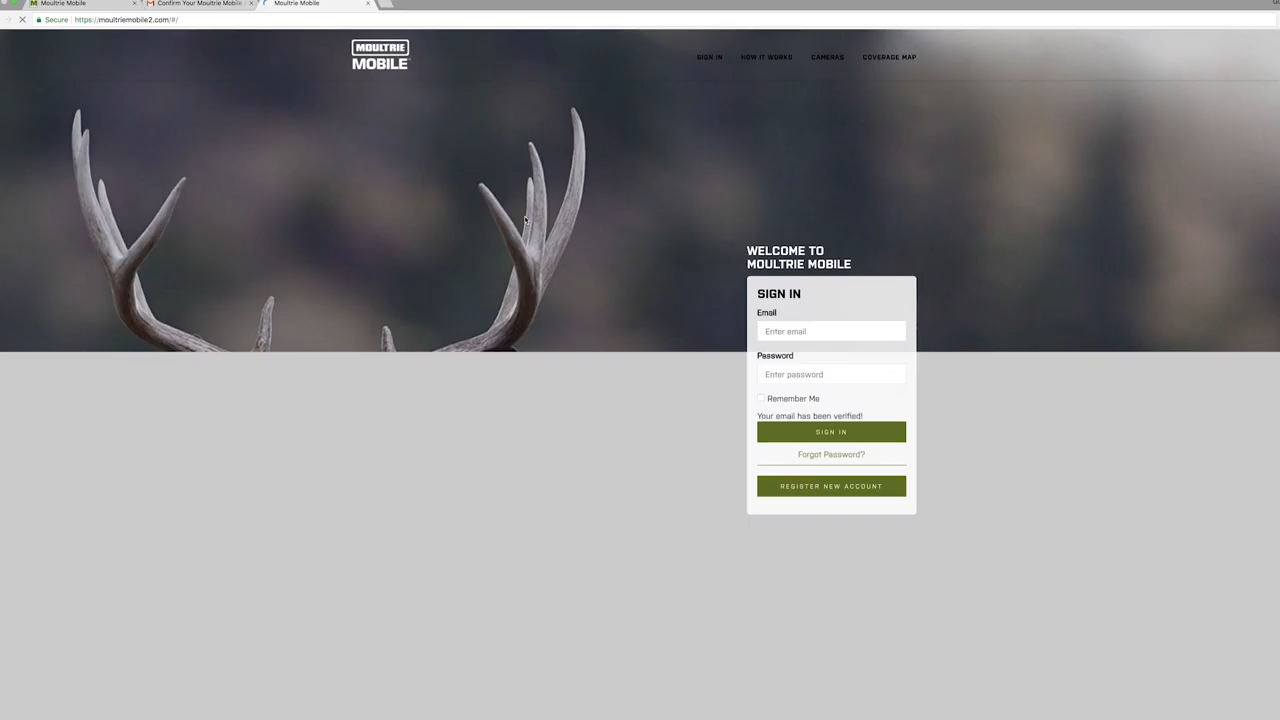 Moultrie Mobile
Confirm Your Moultrie Mobile
Moultrie Mobile
Secure
https://moultriemobile2.com/#/
MOULTRIE
MOBILE
SIGN IN
HOW IT WORKS
CAMERAS
COVERAGE MAP
WELCOME TO
MOULTRIE MOBILE
SIGN IN
Email
Enter email
Password
Enter password
Remember Me
Your email has been verified!
SIGN IN
Forgot Password?
REGISTER NEW ACCOUNT